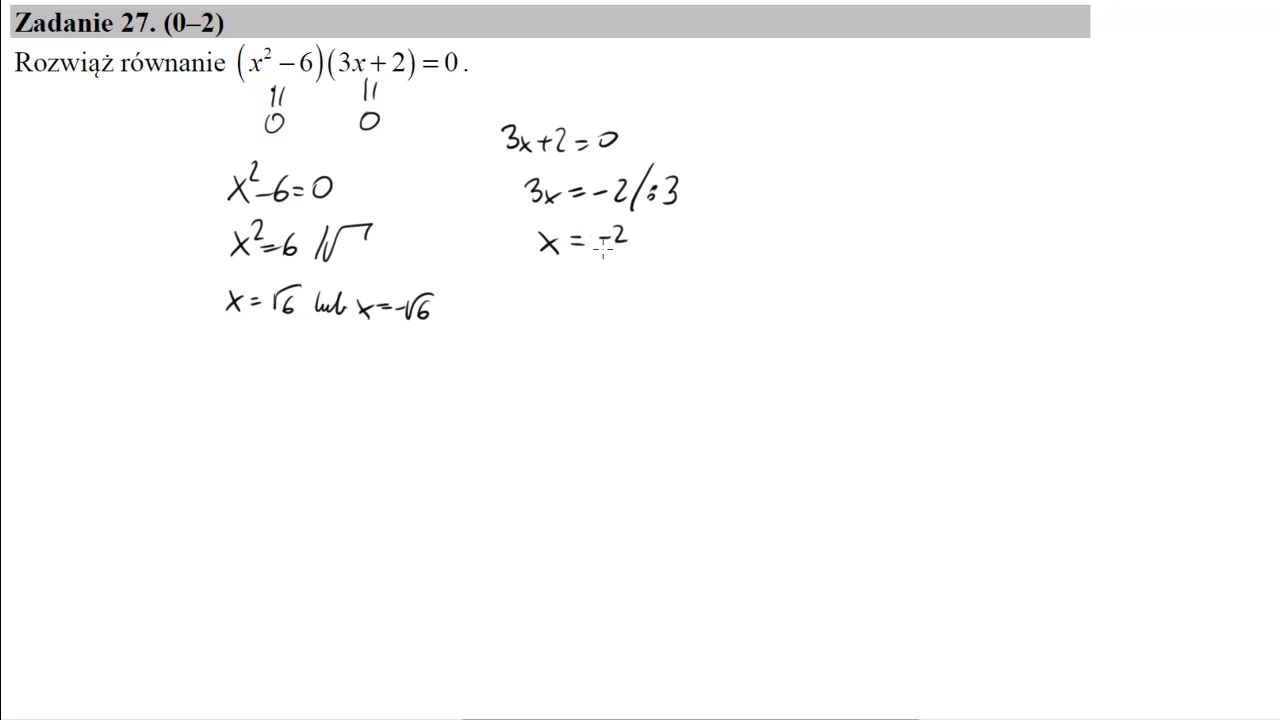 Zadanie 27. (0–2)
Rozwiąż równanie (x² − 6)(3x + 2) = 0.
= =
0 0
x²-6=0
x²=6 /√
x=√6 lub x=-√6
3x+2=0
3x=-2/:3
x=-2